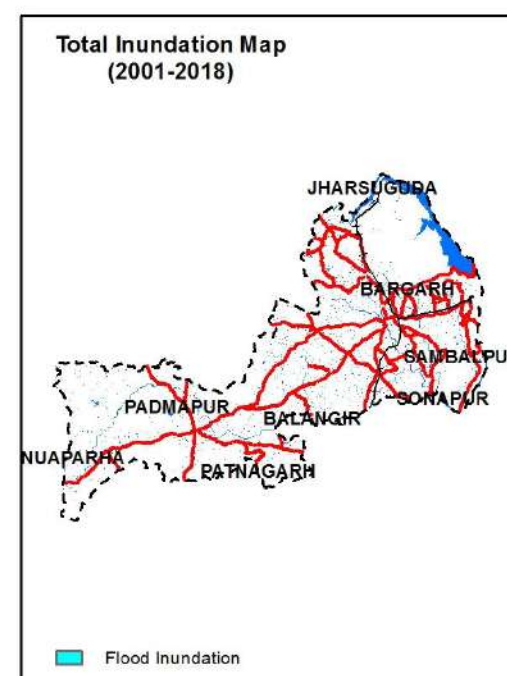 Total Inundation Map
(2001-2018)
JHARSUGUDA
BARGARH
SAMBALPU
SONAPUR
BALANGIR
PADMAPUR
NUAPARHA
PATNAGARH
Flood Inundation